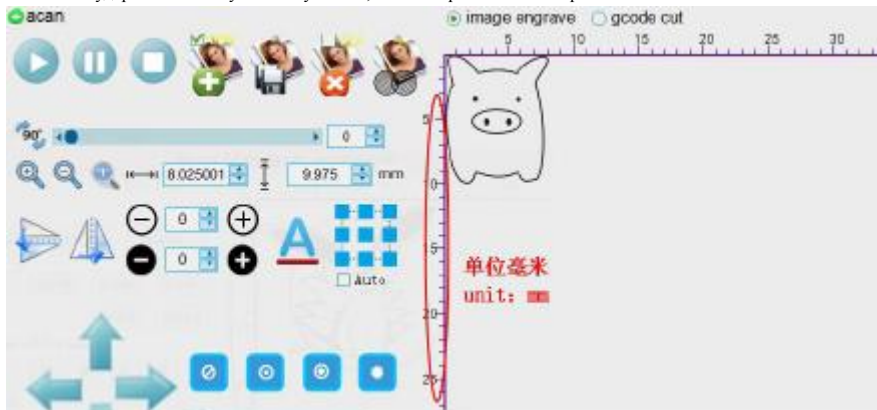 acan
image engrave gcode cut
5 10 15 20 25 30
90°
0
8.025001 9.975 mm
0
0
A
Auto
5
10
15
20
25
单位毫米
unit: mm